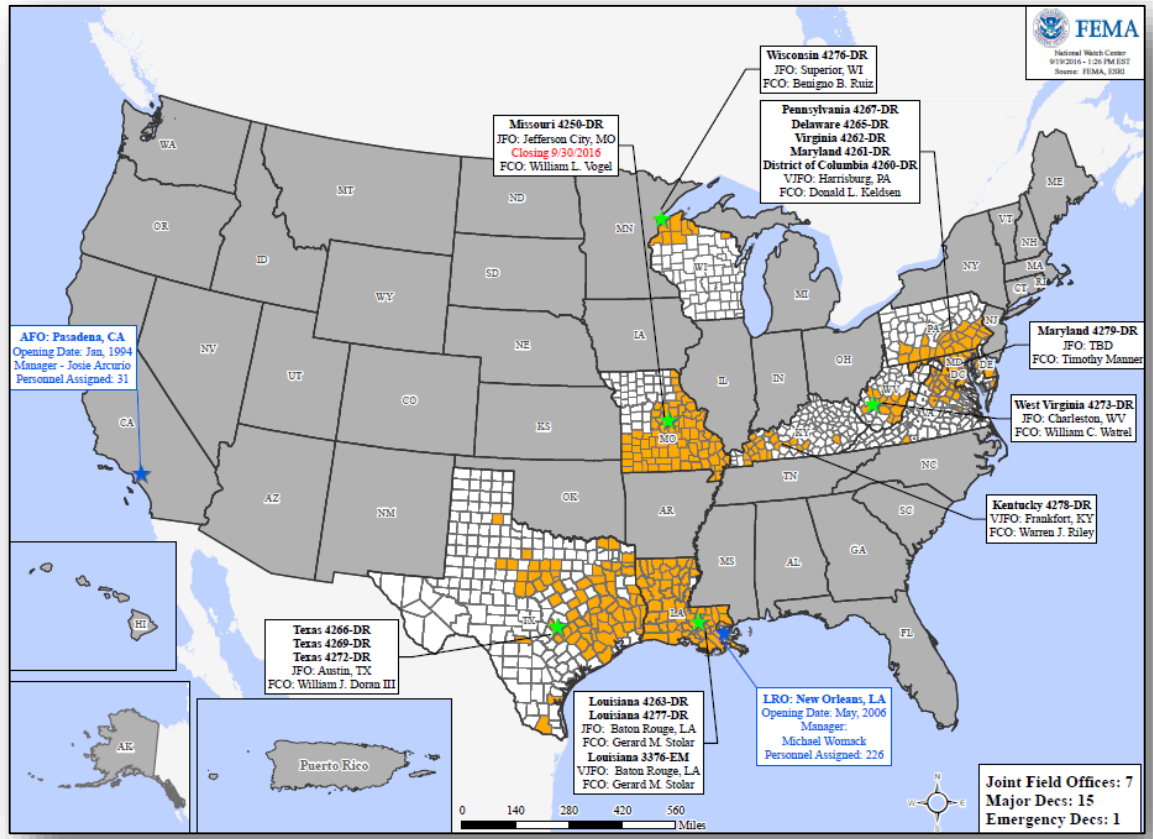 FEMA
National Watch Center
9/19/2016 - 1:26 PM EST
Source: FEMA, ESRI
Wisconsin 4276-DR
JFO: Superior, WI
FCO: Benigno B. Ruiz
Pennsylvania 4267-DR
Delaware 4265-DR
Virginia 4262-DR
Maryland 4261-DR
District of Columbia 4260-DR
VJFO: Harrisburg, PA
FCO: Donald L. Keldsen
Missouri 4250-DR
JFO: Jefferson City, MO
Closing 9/30/2016
FCO: William L. Vogel
WA
MT
ND
MN
ME
OR
ID
SD
WI
VT
NH
NY
MA
CT
RI
WY
MI
IA
NE
PA
NJ
AFO: Pasadena, CA
Opening Date: Jan, 1994
Manager - Josie Arcurio
Personnel Assigned: 31
Maryland 4279-DR
JFO: TBD
FCO: Timothy Manner
NV
UT
CO
IL
IN
OH
MD
DE
DC
WV
VA
West Virginia 4273-DR
JFO: Charleston, WV
FCO: William C. Watrel
CA
KS
MO
KY
NC
TN
AZ
NM
OK
AR
SC
Kentucky 4278-DR
VJFO: Frankfort, KY
FCO: Warren J. Riley
MS
AL
GA
TX
LA
FL
HI
Texas 4266-DR
Texas 4269-DR
Texas 4272-DR
JFO: Austin, TX
FCO: William J. Doran III
Louisiana 4263-DR
Louisiana 4277-DR
JFO: Baton Rouge, LA
FCO: Gerard M. Stolar
Louisiana 3376-EM
VJFO: Baton Rouge, LA
FCO: Gerard M. Stolar
LRO: New Orleans, LA
Opening Date: May, 2006
Manager:
Michael Womack
Personnel Assigned: 226
AK
Puerto Rico
0 140 280 420 560
Miles
N
W E
S
Joint Field Offices: 7
Major Decs: 15
Emergency Decs: 1